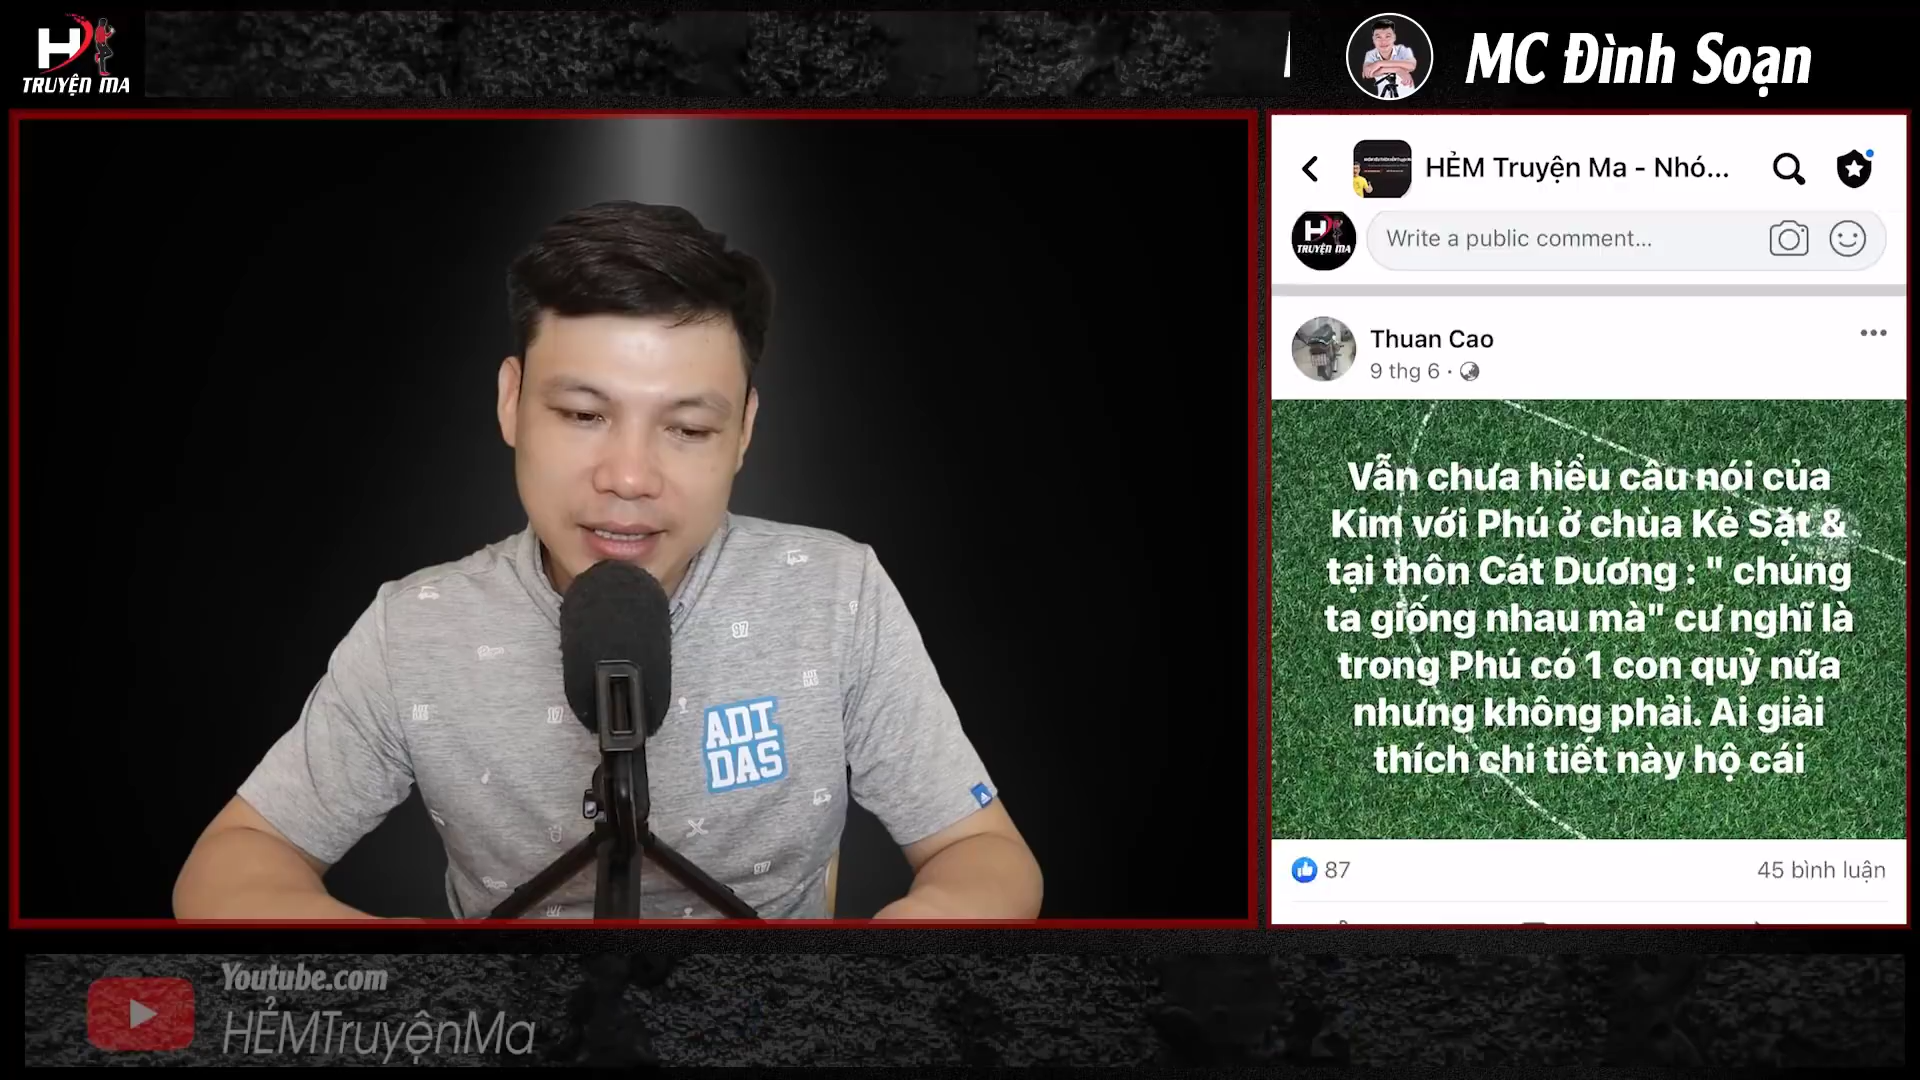 H
TRUYỆN MA
MC Đình Soạn
HẺM Truyện Ma - Nhó...
H
TRUYỆN MA
Write a public comment...
Thuan Cao
9 thg 6 ·
Vẫn chưa hiểu câu nói của
Kim với Phú ở chùa Kẻ Sặt &
tại thôn Cát Dương : " chúng
ta giống nhau mà" cư nghĩ là
trong Phú có 1 con quỷ nữa
nhưng không phải. Ai giải
thích chi tiết này hộ cái
87
45 bình luận
97
ADI
DAS
ADI
DAS
97
Youtube.com
HẺMTruyệnMa